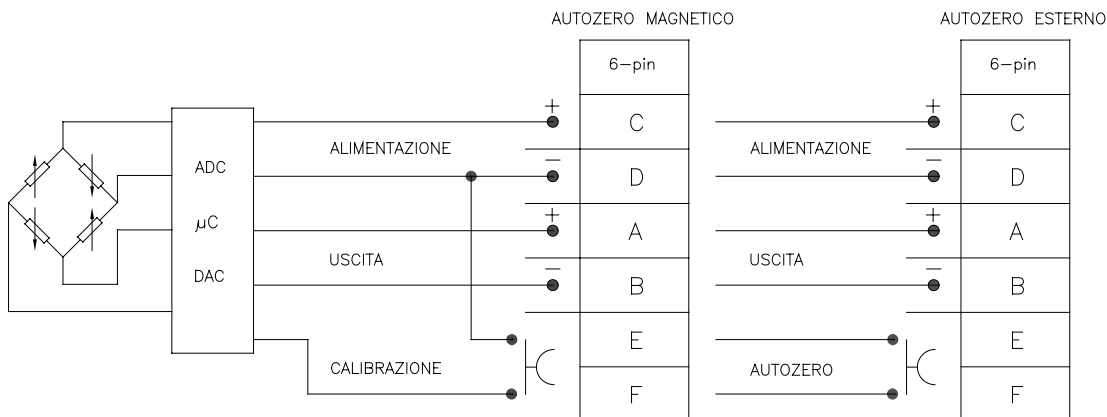 AUTOZERO MAGNETICO
AUTOZERO ESTERNO
6-pin
6-pin
+
C
+
C
ADC
ALIMENTAZIONE
ALIMENTAZIONE
−
D
−
D
µC
+
A
+
A
USCITA
USCITA
DAC
−
B
−
B
E
E
CALIBRAZIONE
AUTOZERO
F
F